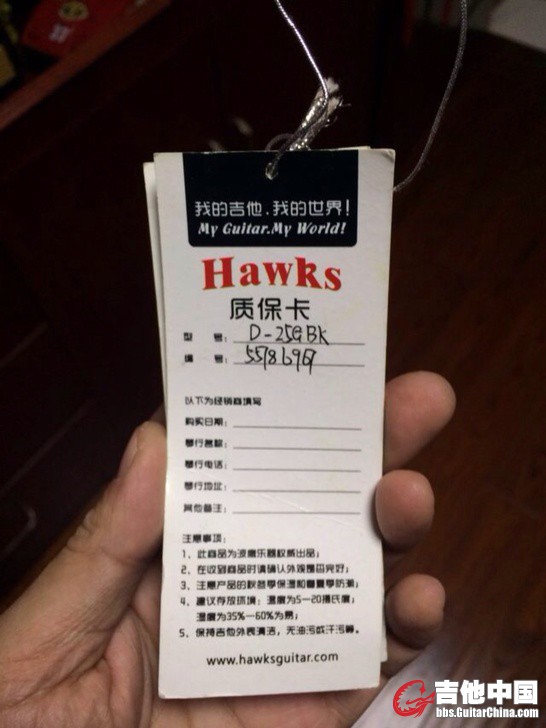 我的吉他、我的世界!
My Guitar.My World!
Hawks
质保卡
型 号: D-25GBK
编 号:
以下为经销商填写
购买日期:
琴行名称:
琴行电话:
琴行地址:
其他备注:
注意事项:
1、此商品为波鹰乐器权威出品;
2、在收到商品时请确认外观是否完好;
3、注意产品的秋冬季保湿和春夏季防潮;
4、建议存放环境:温度为5—20摄氏度;
湿度为35%—60%为易;
5、保持吉他外表清洁,无油污或汗污等。
www.hawksguitar.com
吉他中国
bbs.GuitarChina.com